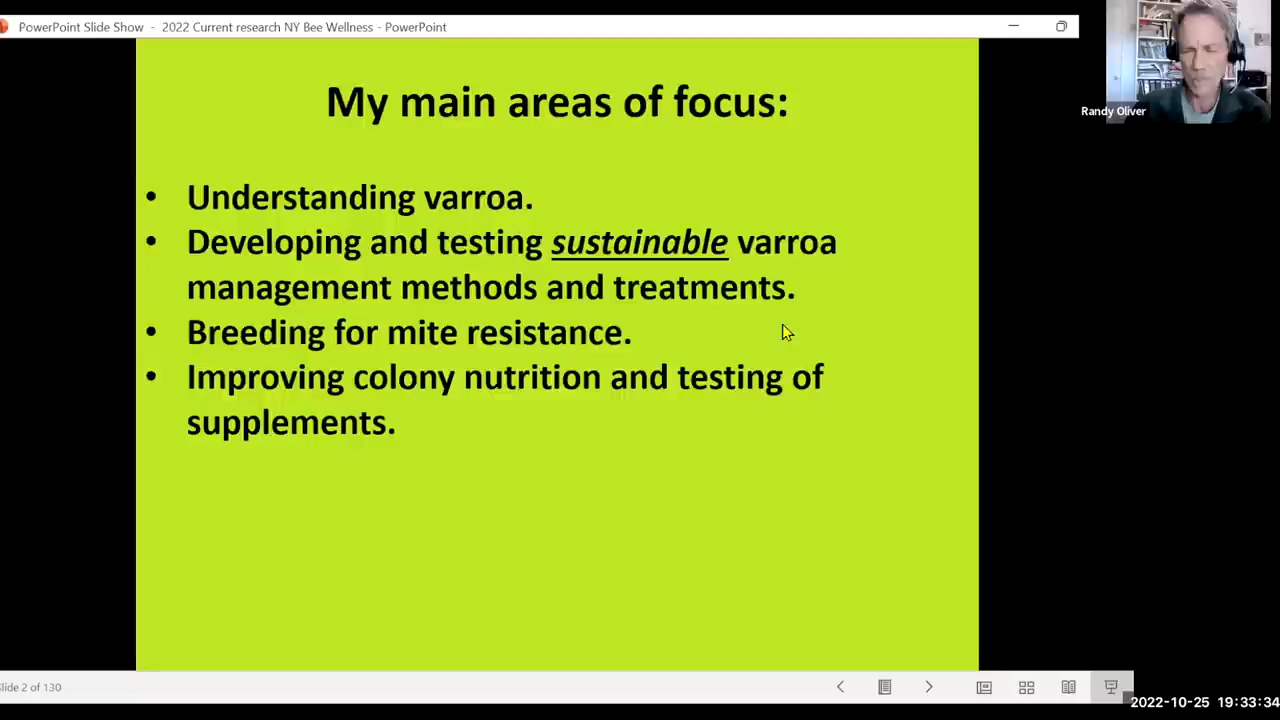 PowerPoint Slide Show - 2022 Current research NY Bee Wellness - PowerPoint
Randy Oliver
My main areas of focus:
• Understanding varroa.
• Developing and testing sustainable varroa
management methods and treatments.
• Breeding for mite resistance.
• Improving colony nutrition and testing of
supplements.
Slide 2 of 130
2022-10-25 19:33:34